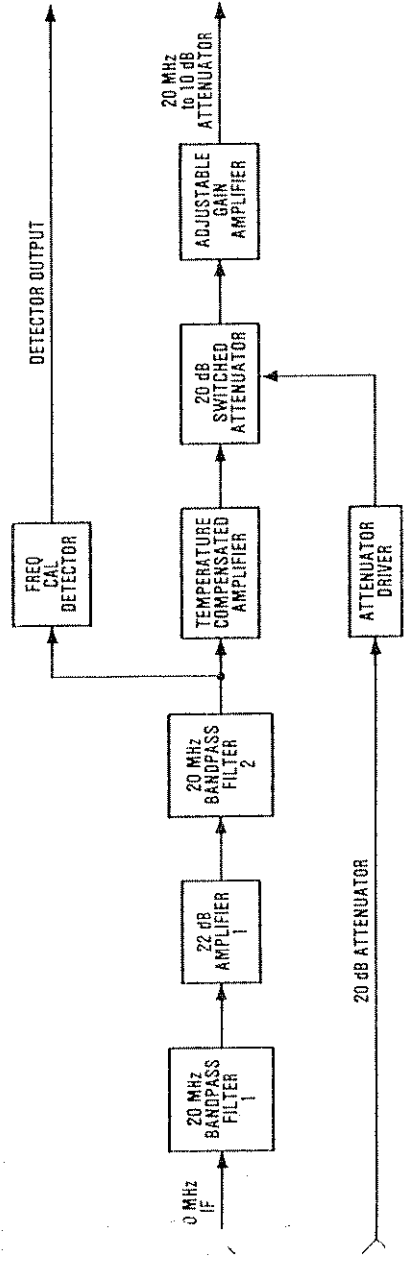 0 MHz
IF
20 MHz
BANDPASS
FILTER
1
22 dB
AMPLIFIER
1
20 MHz
BANDPASS
FILTER
2
FREQ
CAL
DETECTOR
DETECTOR OUTPUT
TEMPERATURE
COMPENSATED
AMPLIFIER
20 dB
SWITCHED
ATTENUATOR
ADJUSTABLE
GAIN
AMPLIFIER
20 MHz
to 10 dB
ATTENUATOR
20 dB ATTENUATOR
ATTENUATOR
DRIVER